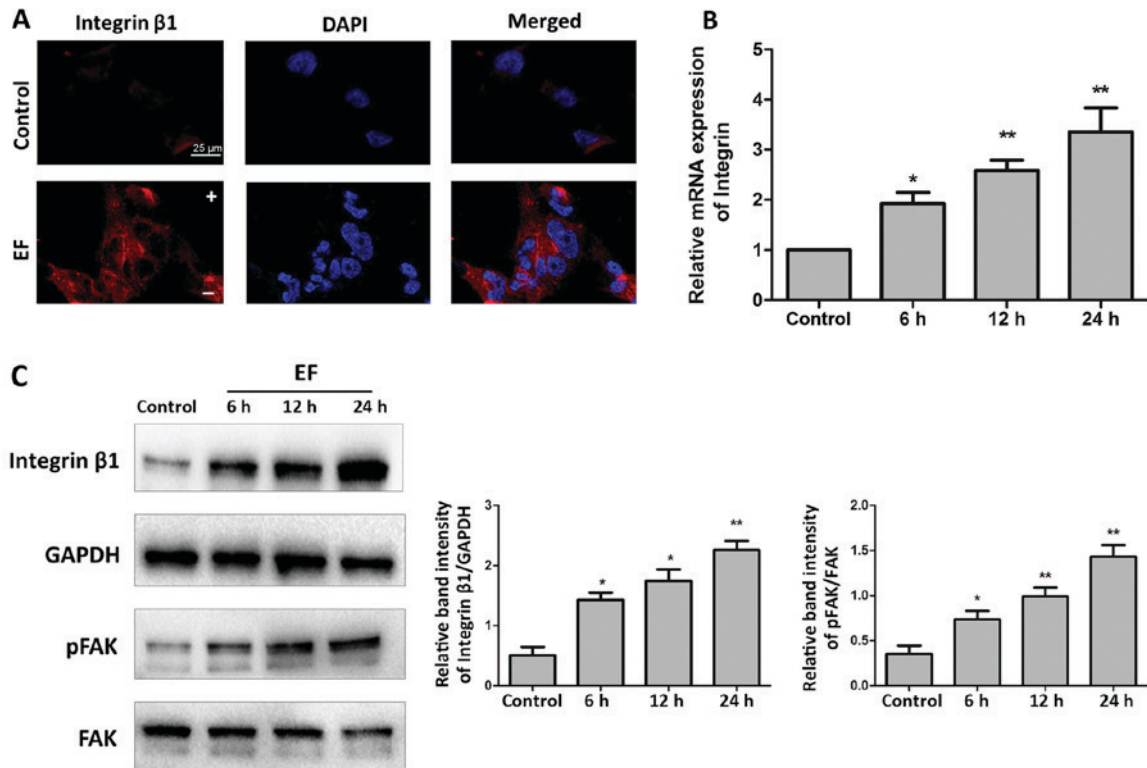 A
Integrin β1
DAPI
Merged
Control
25 μm
EF
+
−
B
Relative mRNA expression
of Integrin
5
4
3
2
1
0
*
**
**
Control
6 h
12 h
24 h
C
EF
Control
6 h
12 h
24 h
Integrin β1
GAPDH
pFAK
FAK
Relative band intensity
of Integrin β1/GAPDH
3
2
1
0
*
*
**
Control
6 h
12 h
24 h
Relative band intensity
of pFAK/FAK
2.0
1.5
1.0
0.5
0.0
*
**
**
Control
6 h
12 h
24 h